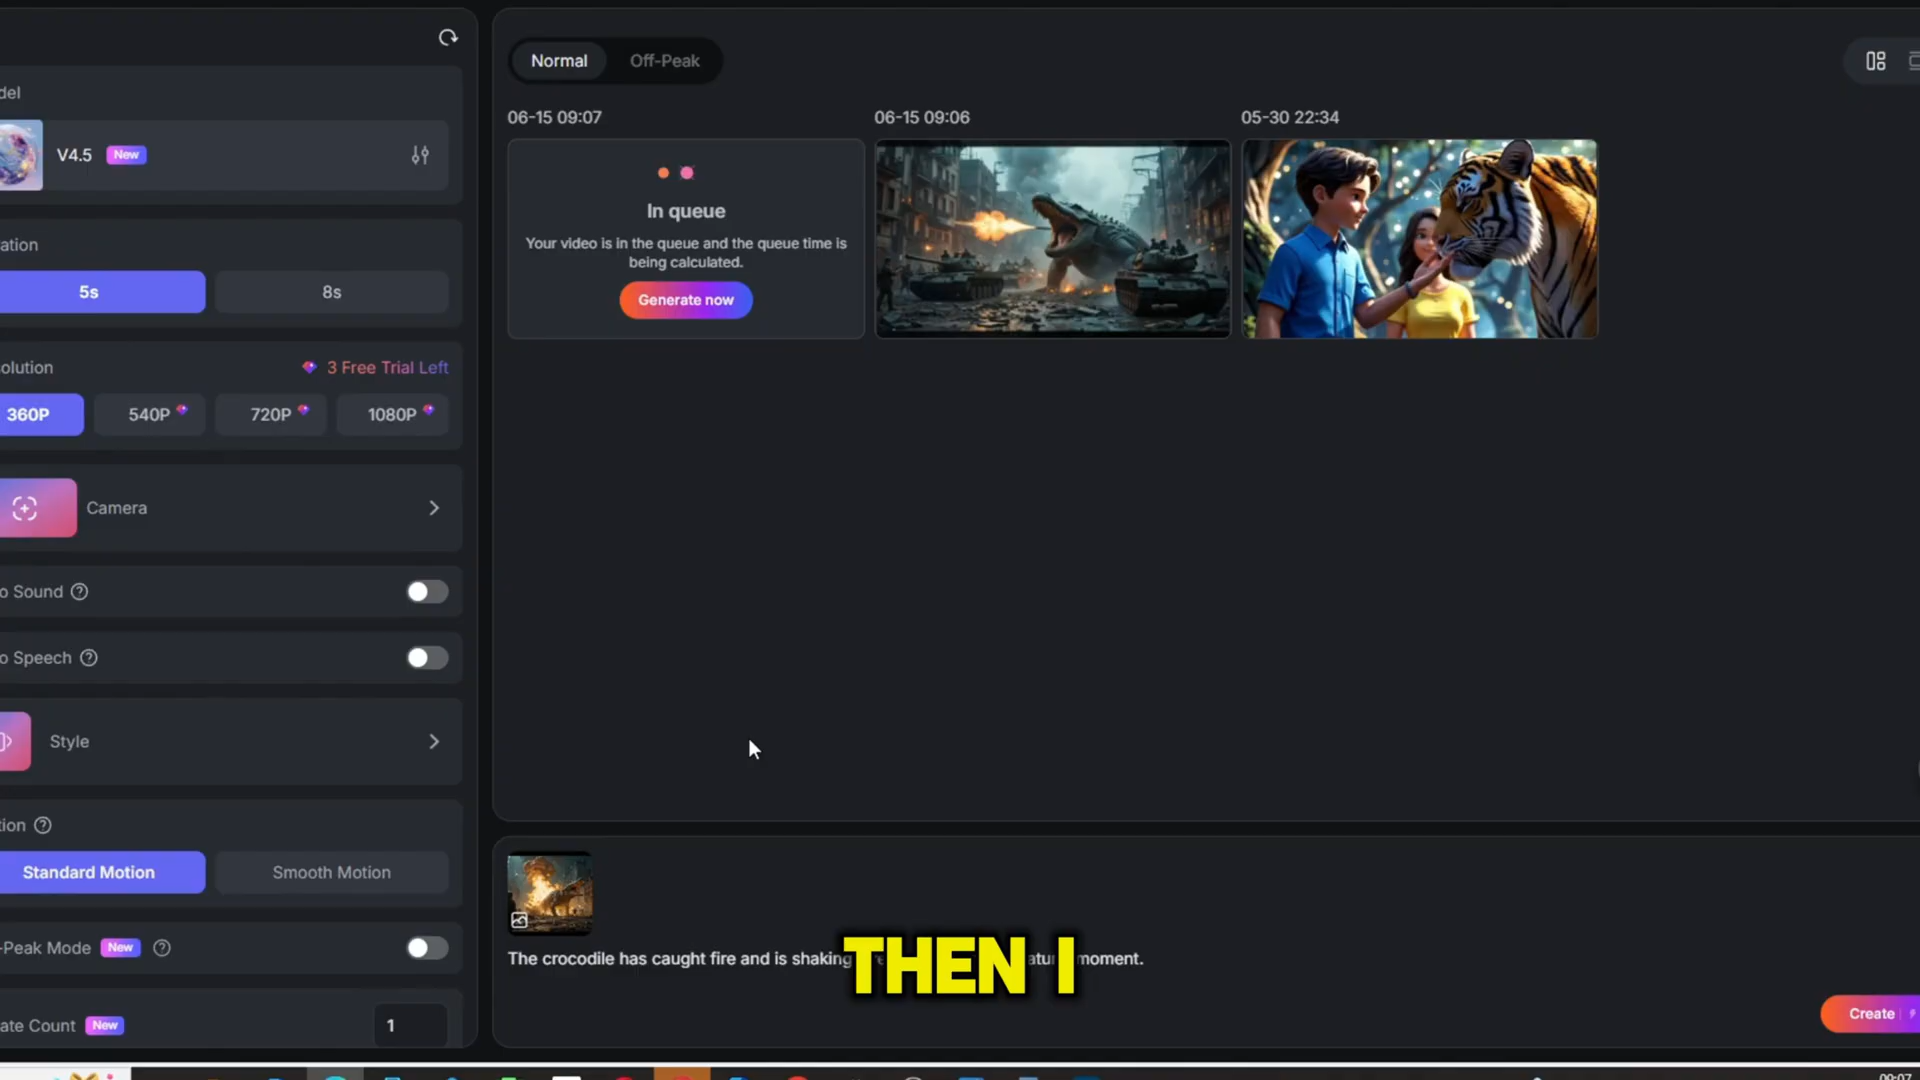 del
V4.5 New
ation
5s 8s
olution 3 Free Trial Left
360P 540P 720P 1080P
Camera
o Sound
o Speech
Style
tion
Standard Motion Smooth Motion
-Peak Mode New
ate Count New 1
Normal Off-Peak
06-15 09:07 06-15 09:06 05-30 22:34
In queue
Your video is in the queue and the queue time is
being calculated.
Generate now
The crocodile has caught fire and is shaking moment.
THEN I
Create
09:07